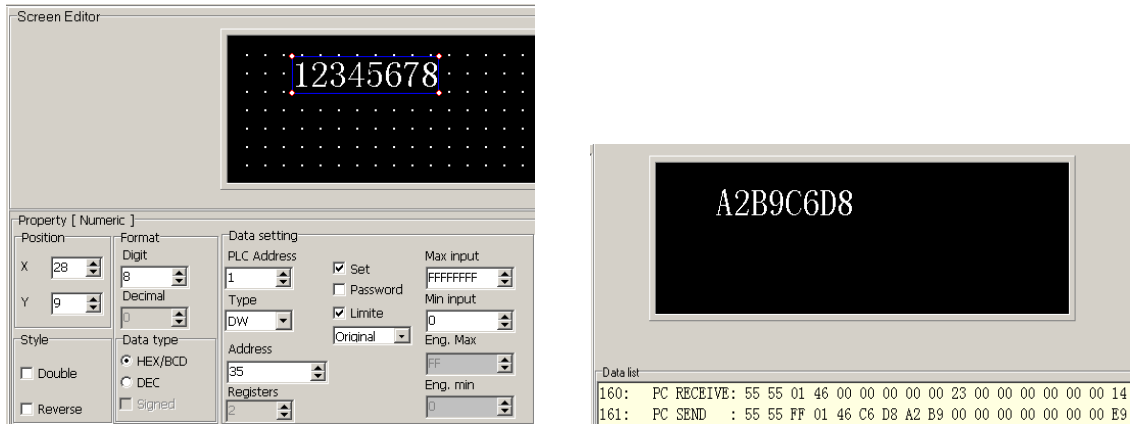 Screen Editor
12345678
Property [ Numeric ]
Position
X 28
Y 9
Style
Double
Reverse
Format
Digit
8
Decimal
0
Data type
HEX/BCD
DEC
Signed
Data setting
PLC Address
1
Type
DW
Address
35
Registers
2
Set
Password
Limite
Original
Max input
FFFFFFFF
Min input
0
Eng. Max
FF
Eng. min
0
A2B9C6D8
Data list
160: PC RECEIVE: 55 55 01 46 00 00 00 00 00 23 00 00 00 00 00 00 14
161: PC SEND : 55 55 FF 01 46 C6 D8 A2 B9 00 00 00 00 00 00 00 E9